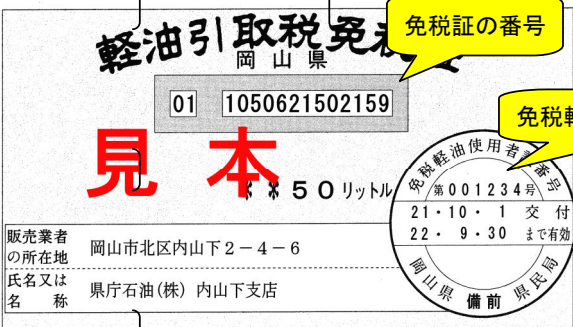 免税証の番号
軽油引取税免税
岡山県
01 1050621502159
免税軽
見本
※※50リットル
免税軽油使用者証番号
第001234号
21・10・1 交付
22・9・30 まで有効
岡山県 備前 県民局
販売業者の所在地 岡山市北区内山下2-4-6
氏名又は名称 県庁石油(株) 内山下支店